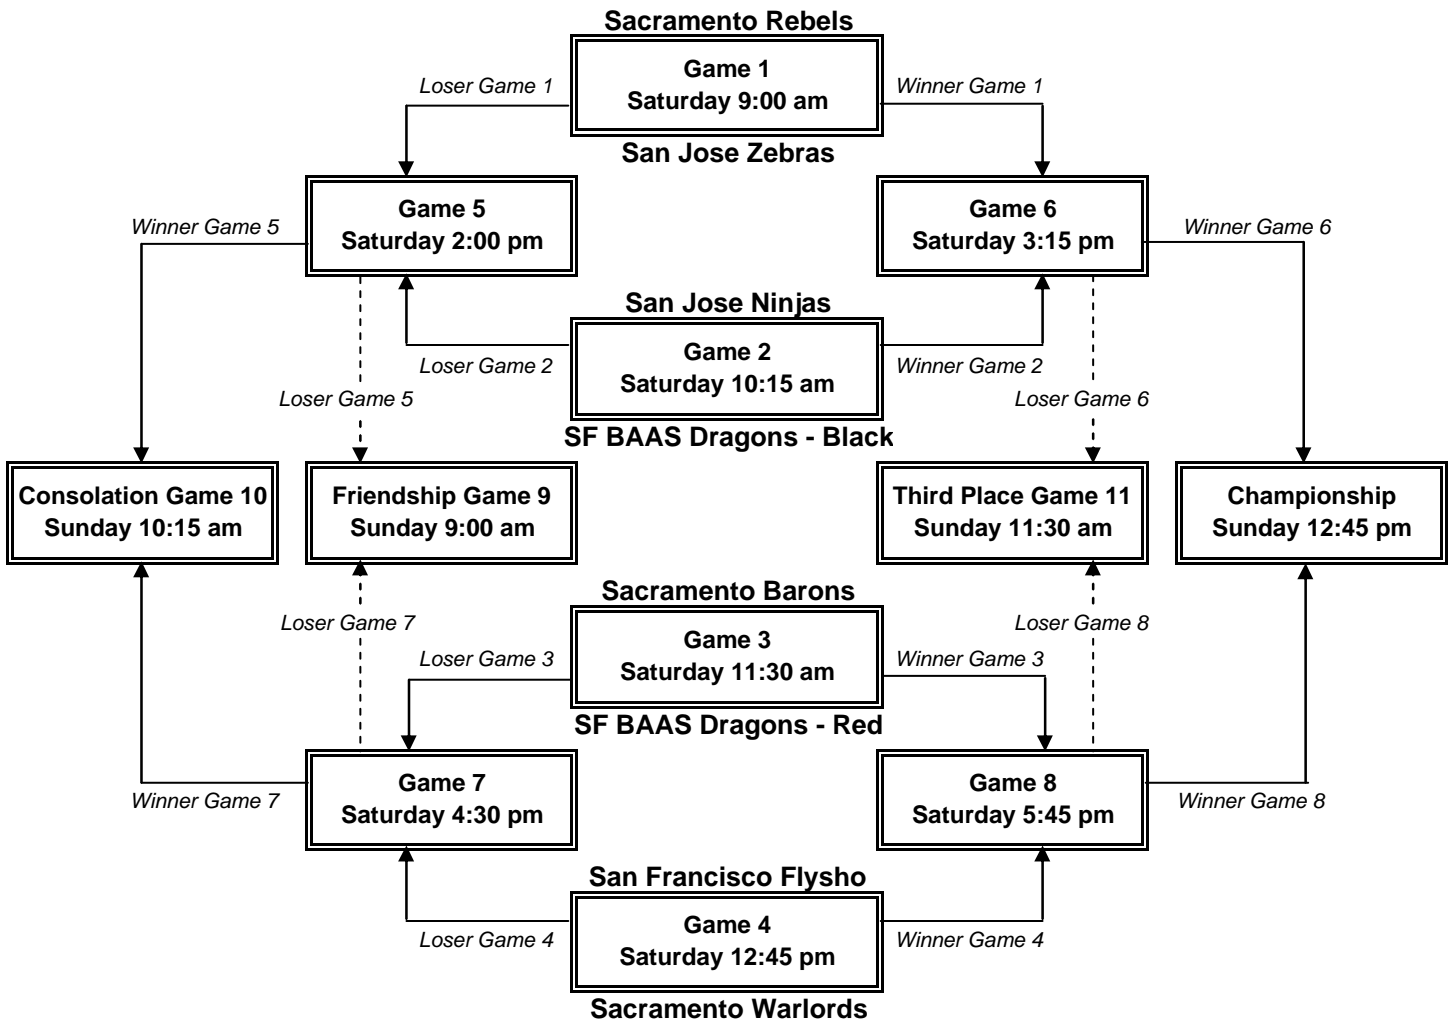 Sacramento Rebels
Loser Game 1
Game 1
Saturday 9:00 am
Winner Game 1
San Jose Zebras
Winner Game 5
Game 5
Saturday 2:00 pm
Game 6
Saturday 3:15 pm
Winner Game 6
San Jose Ninjas
Loser Game 2
Game 2
Saturday 10:15 am
Winner Game 2
Loser Game 5
Loser Game 6
SF BAAS Dragons - Black
Consolation Game 10
Sunday 10:15 am
Friendship Game 9
Sunday 9:00 am
Third Place Game 11
Sunday 11:30 am
Championship
Sunday 12:45 pm
Sacramento Barons
Loser Game 7
Loser Game 8
Loser Game 3
Game 3
Saturday 11:30 am
Winner Game 3
SF BAAS Dragons - Red
Winner Game 7
Game 7
Saturday 4:30 pm
Game 8
Saturday 5:45 pm
Winner Game 8
San Francisco Flysho
Loser Game 4
Game 4
Saturday 12:45 pm
Winner Game 4
Sacramento Warlords